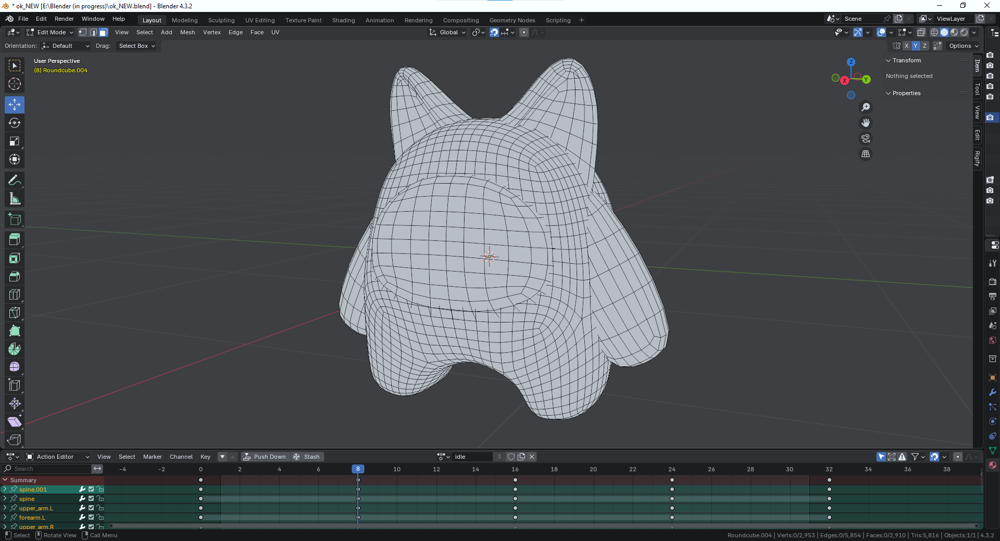 * ok_NEW [E:\Blender (in progress)\ok_NEW.blend] - Blender 4.3.2
File Edit Render Window Help Layout Modeling Sculpting UV Editing Texture Paint Shading Animation Rendering Compositing Geometry Nodes Scripting + Scene ViewLayer
Edit Mode View Select Add Mesh Vertex Edge Face UV Global
Orientation: Default Drag: Select Box X Y Z Options
User Perspective
(8) Roundcube.004
Z
X
Y
Transform
Nothing selected
Properties
Item
Tool
View
Edit
Rigify
Action Editor View Select Marker Channel Key Push Down Stash idle 3
Search -4 -2 0 2 4 6 8 10 12 14 16 18 20 22 24 26 28 30 32 34 36 38
Summary
spine.001
spine
upper_arm.L
forearm.L
upper_arm.R
Select Rotate View Call Menu Roundcube.004 | Verts:0/2,953 | Edges:0/5,854 | Faces:0/2,910 | Tris:5,816 | Objects:1/1 | 4.3.2